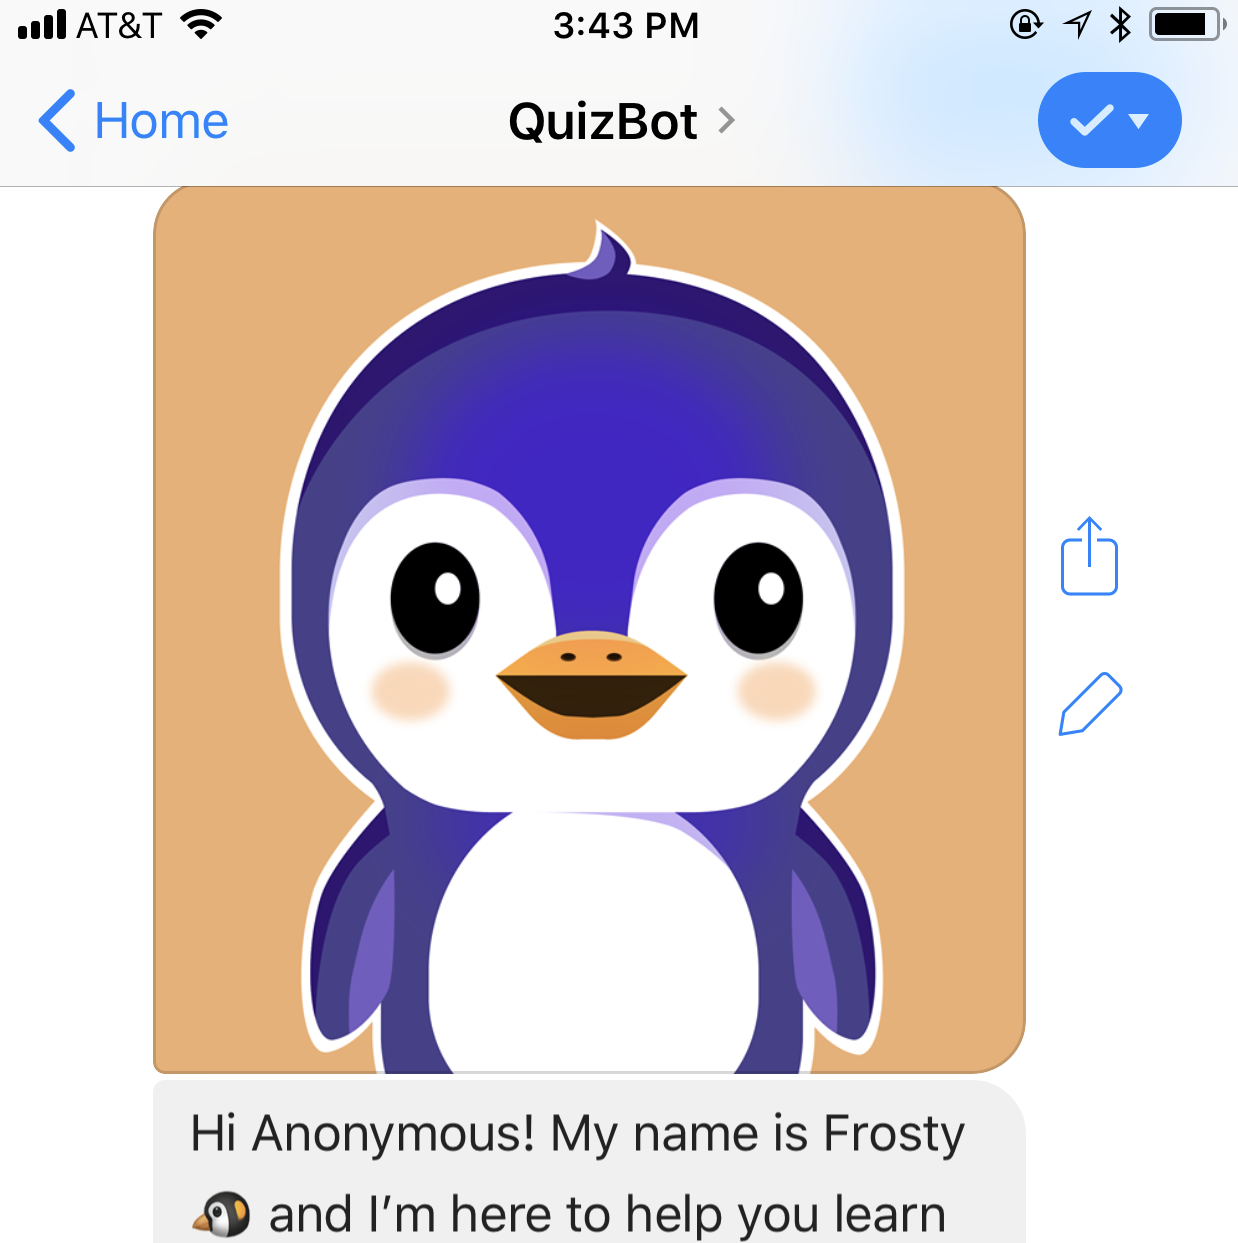 AT&T 3:43 PM
Home QuizBot
Hi Anonymous! My name is Frosty
🐧 and I’m here to help you learn